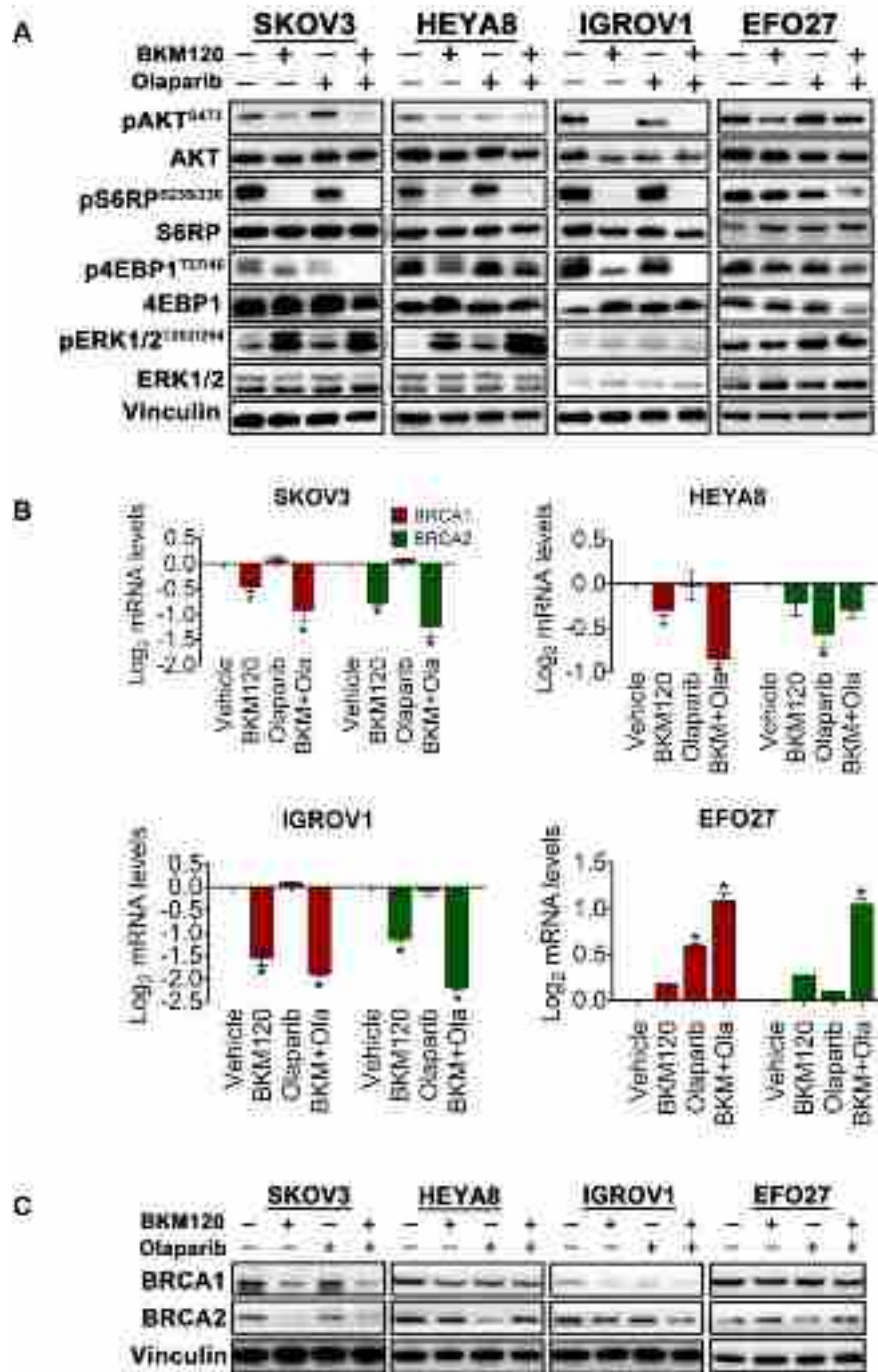 A
SKOV3 HEYA8 IGROV1 EFO27
BKM120 — + — + — + — + — + — + — + — +
Olaparib — — + + — — + + — — + + — — + +
pAKT
AKT
pS6RP
S6RP
p4EBP1
4EBP1
pERK1/2
ERK1/2
Vinculin
B
SKOV3
BRCA1
BRCA2
Log2 mRNA levels
0.5
0.0
-0.5
-1.0
-1.5
-2.0
Vehicle BKM120 Olaparib BKM+Ola Vehicle BKM120 Olaparib BKM+Ola
HEYA8
Log2 mRNA levels
0.5
0.0
-0.5
-1.0
Vehicle BKM120 Olaparib BKM+Ola Vehicle BKM120 Olaparib BKM+Ola
IGROV1
Log2 mRNA levels
0.5
0.0
-0.5
-1.0
-1.5
-2.0
-2.5
Vehicle BKM120 Olaparib BKM+Ola Vehicle BKM120 Olaparib BKM+Ola
EFO27
Log2 mRNA levels
1.5
1.0
0.5
0.0
Vehicle BKM120 Olaparib BKM+Ola Vehicle BKM120 Olaparib BKM+Ola
C
SKOV3 HEYA8 IGROV1 EFO27
BKM120 — + — + — + — + — + — + — + — +
Olaparib — — + + — — + + — — + + — — + +
BRCA1
BRCA2
Vinculin